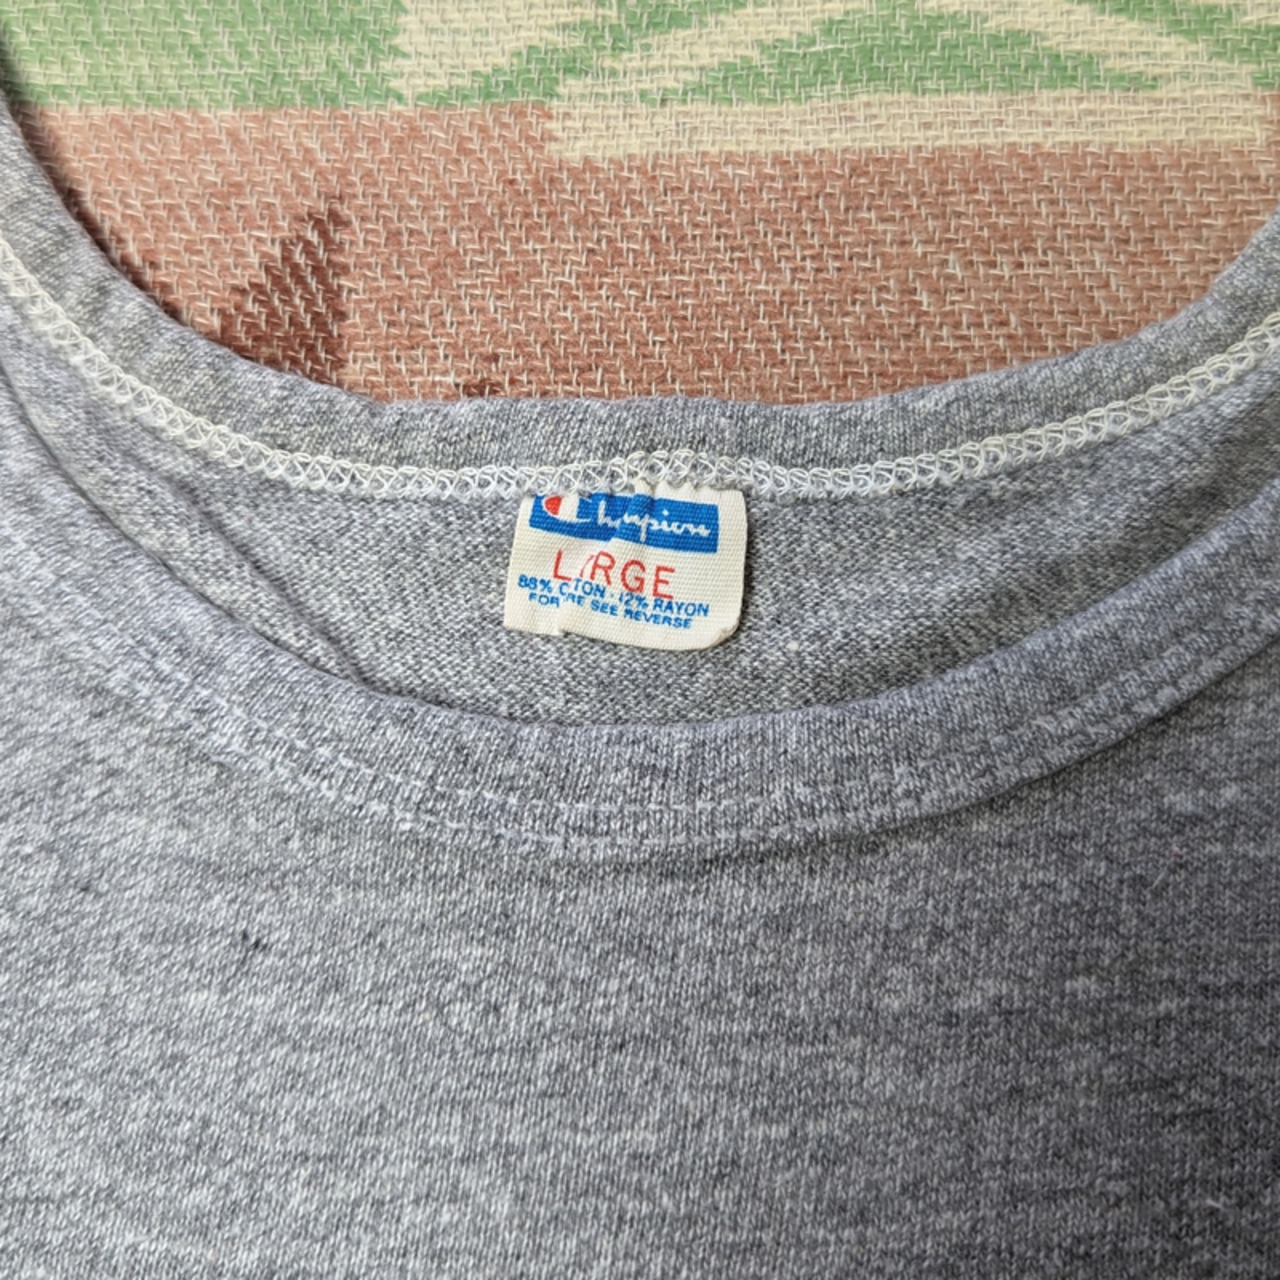 Champion
LARGE
88% COTTON · 12% RAYON
FOR CARE SEE REVERSE